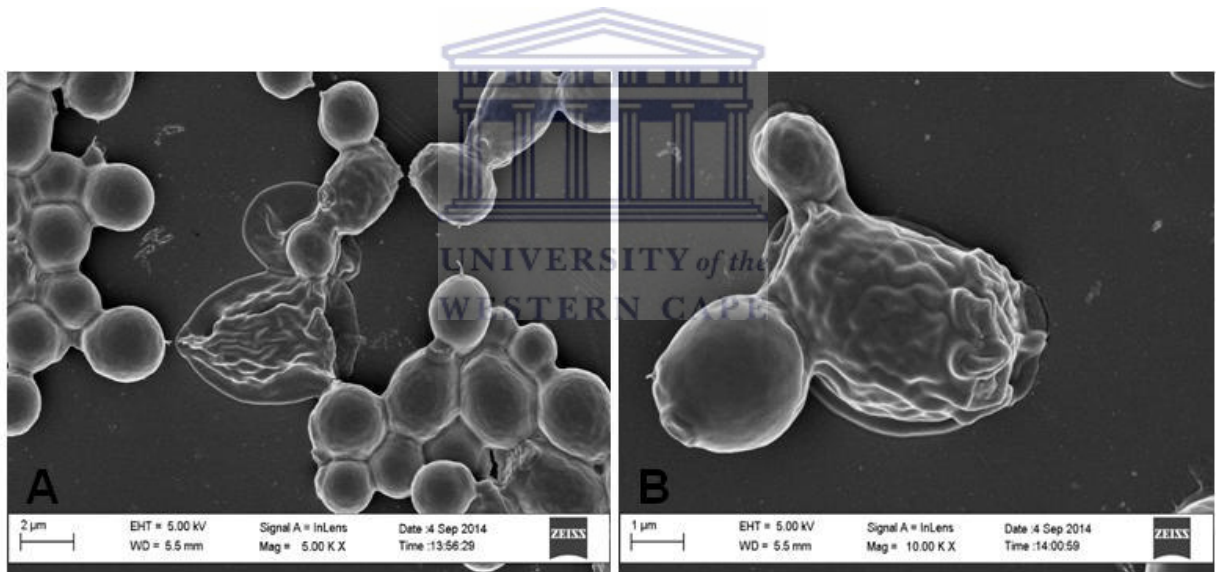 UNIVERSITY of the
WESTERN CAPE
A
2 µm
EHT = 5.00 kV
WD = 5.5 mm
Signal A = InLens
Mag = 5.00 K X
Date :4 Sep 2014
Time :13:56:29
ZEISS
B
1 µm
EHT = 5.00 kV
WD = 5.5 mm
Signal A = InLens
Mag = 10.00 K X
Date :4 Sep 2014
Time :14:00:59
ZEISS